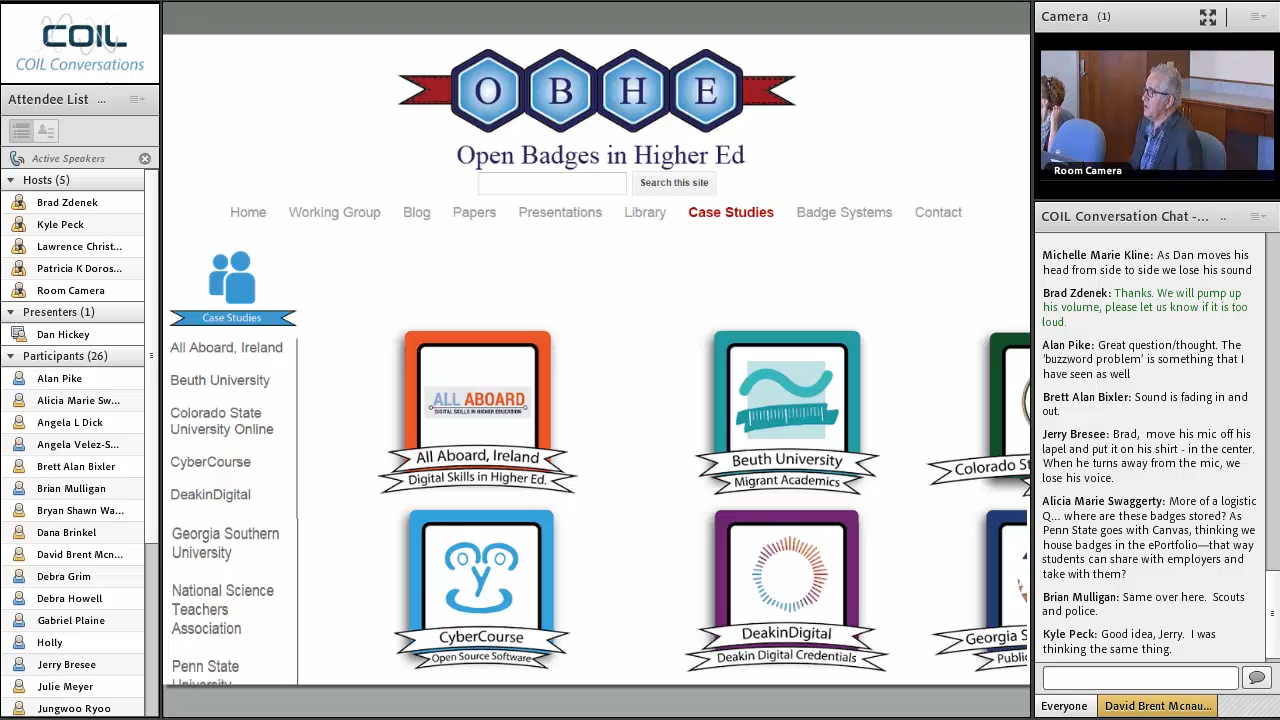 COIL
COIL Conversations
Attendee List ...
Active Speakers
Hosts (5)
Brad Zdenek
Kyle Peck
Lawrence Christ...
Patricia K Doros...
Room Camera
Presenters (1)
Dan Hickey
Participants (26)
Alan Pike
Alicia Marie Sw...
Angela L Dick
Angela Velez-S...
Brett Alan Bixler
Brian Mulligan
Bryan Shawn Wa...
Dana Brinkel
David Brent Mcn...
Debra Grim
Debra Howell
Gabriel Plaine
Holly
Jerry Bresee
Julie Meyer
Jungwoo Ryoo
O B H E
Open Badges in Higher Ed
Search this site
Home Working Group Blog Papers Presentations Library Case Studies Badge Systems Contact
Case Studies
All Aboard, Ireland
Beuth University
Colorado State
University Online
CyberCourse
DeakinDigital
Georgia Southern
University
National Science
Teachers
Association
Penn State
University
ALL ABOARD
DIGITAL SKILLS IN HIGHER EDUCATION
All Aboard, Ireland
Digital Skills in Higher Ed.
Beuth University
Migrant Academics
Colorado St
CyberCourse
Open Source Software
DeakinDigital
Deakin Digital Credentials
Georgia S
Public
Camera (1)
Room Camera
COIL Conversation Chat -... ..
Michelle Marie Kline: As Dan moves his
head from side to side we lose his sound
Brad Zdenek: Thanks. We will pump up
his volume, please let us know if it is too
loud.
Alan Pike: Great question/thought. The
'buzzword problem' is something that I
have seen as well
Brett Alan Bixler: Sound is fading in and
out.
Jerry Bresee: Brad, move his mic off his
lapel and put it on his shirt - in the center.
When he turns away from the mic, we
lose his voice.
Alicia Marie Swaggerty: More of a logistic
Q... where are these badges stored? As
Penn State goes with Canvas, thinking we
house badges in the ePortfolio—that way
students can share with employers and
take with them?
Brian Mulligan: Same over here. Scouts
and police.
Kyle Peck: Good idea, Jerry. I was
thinking the same thing.
Everyone
David Brent Mcnau...